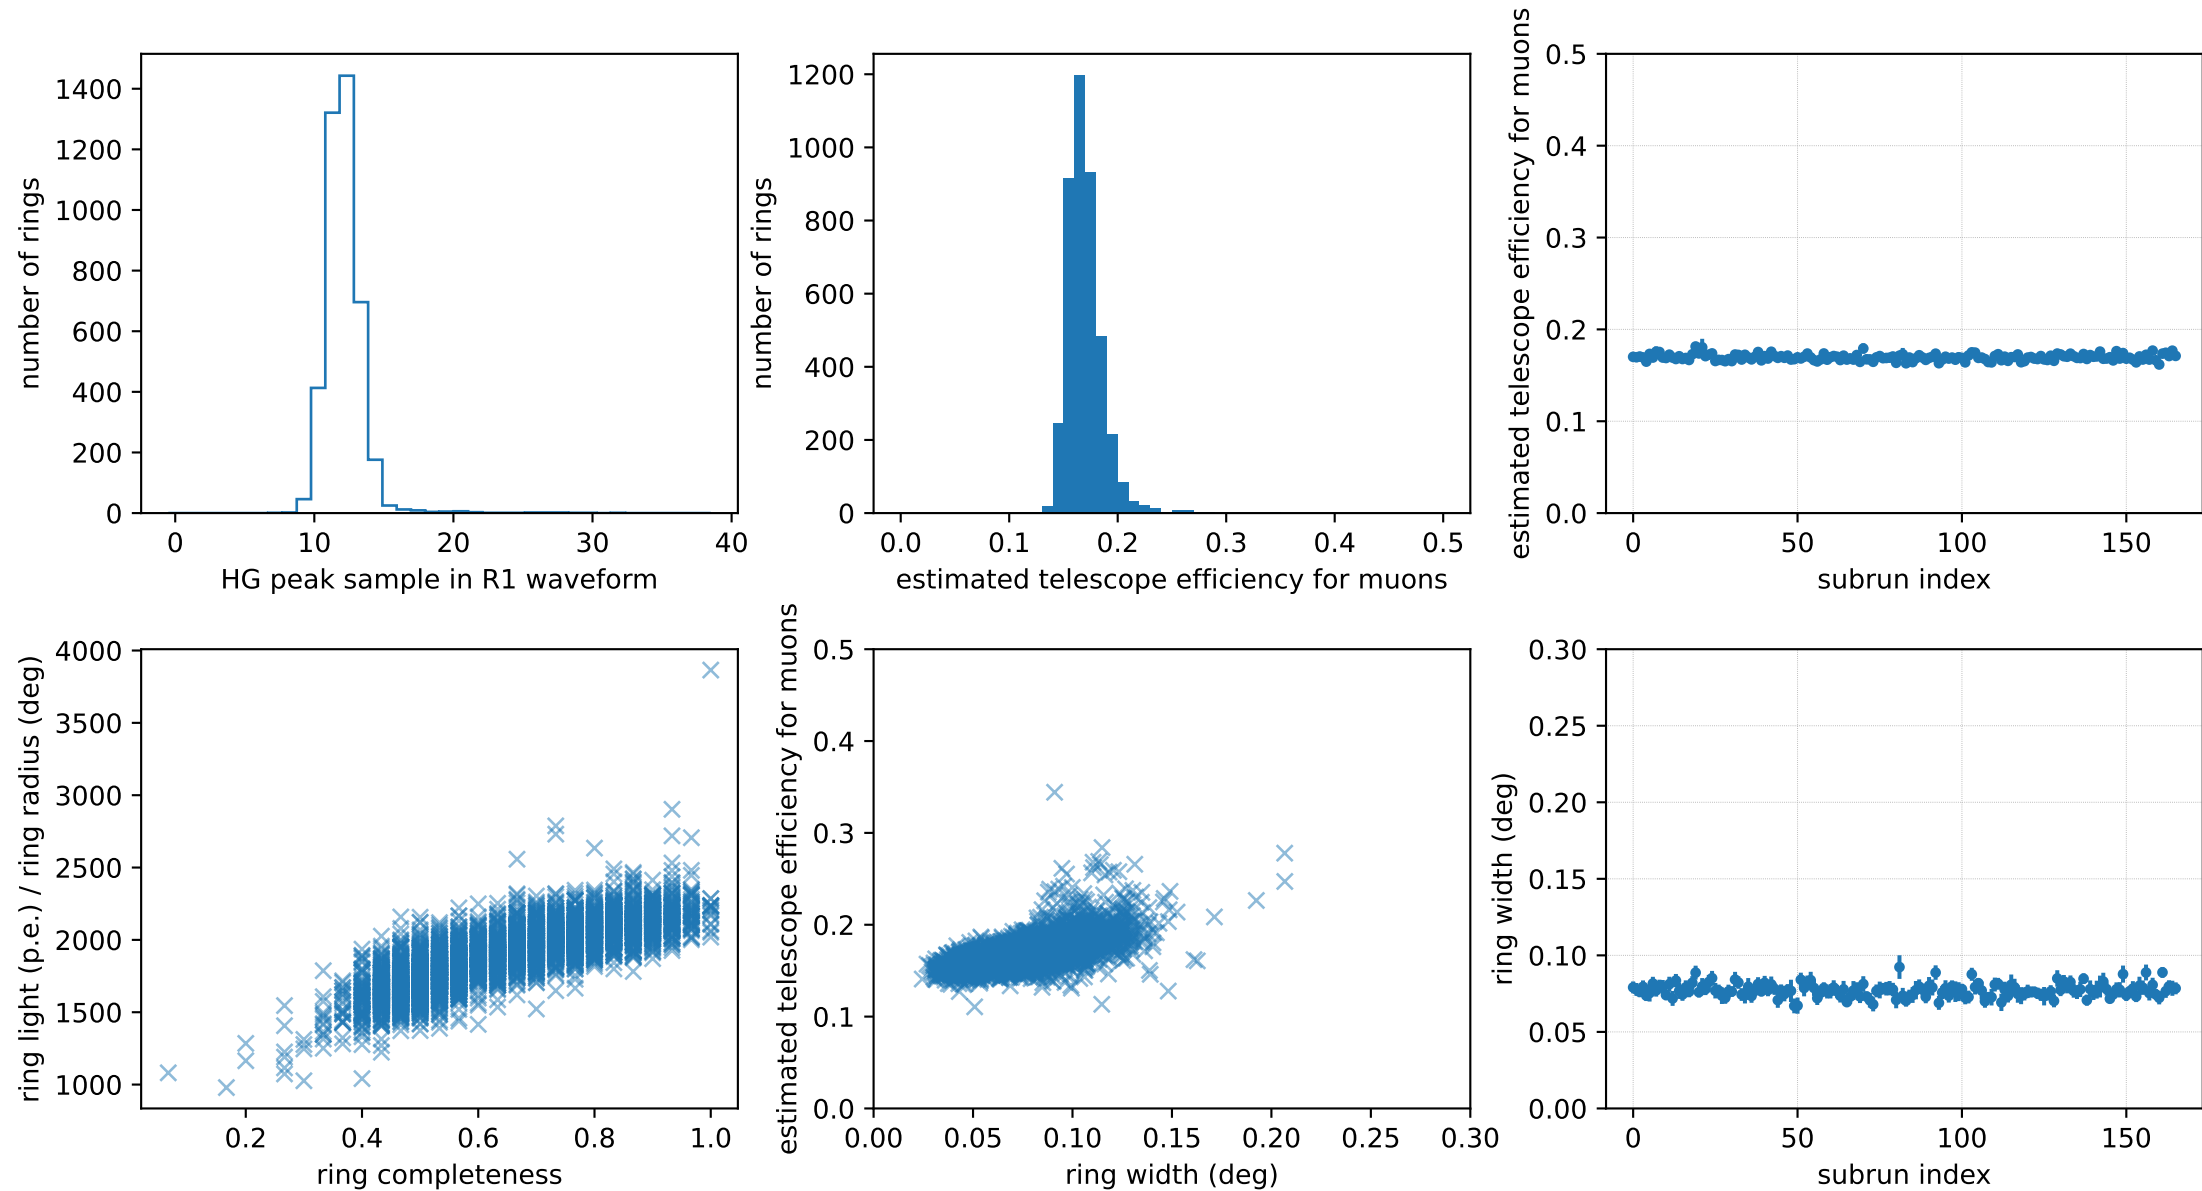 number of rings
1400
1200
1000
800
600
400
200
0
0 10 20 30 40
HG peak sample in R1 waveform
number of rings
1200
1000
800
600
400
200
0
0.0 0.1 0.2 0.3 0.4 0.5
estimated telescope efficiency for muons
estimated telescope efficiency for muons
0.5
0.4
0.3
0.2
0.1
0.0
0 50 100 150
subrun index
ring light (p.e.) / ring radius (deg)
4000
3500
3000
2500
2000
1500
1000
0.2 0.4 0.6 0.8 1.0
ring completeness
estimated telescope efficiency for muons
0.5
0.4
0.3
0.2
0.1
0.0
0.00 0.05 0.10 0.15 0.20 0.25 0.30
ring width (deg)
ring width (deg)
0.30
0.25
0.20
0.15
0.10
0.05
0.00
0 50 100 150
subrun index